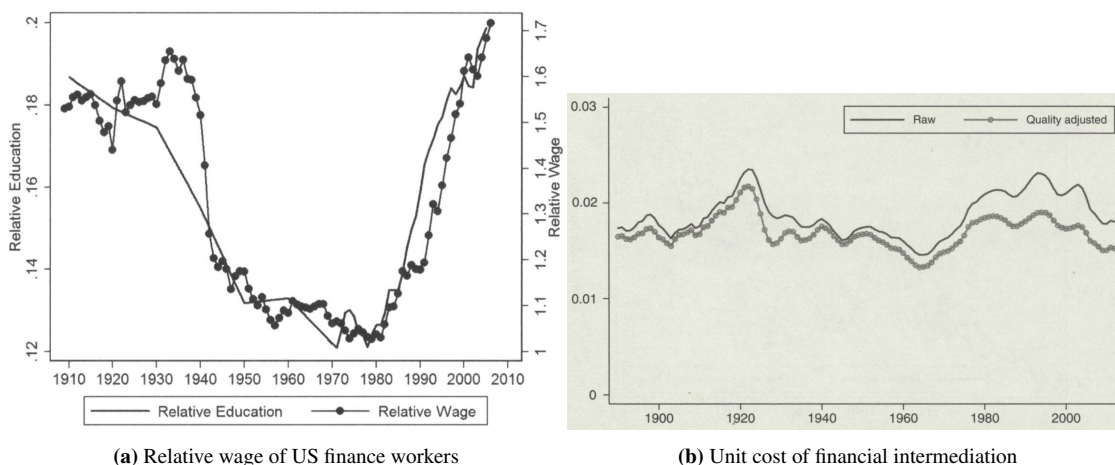 .2
.18
.16
.14
.12
Relative Education
1.7
1.6
1.5
1.4
1.3
1.2
1.1
1
Relative Wage
1910 1920 1930 1940 1950 1960 1970 1980 1990 2000 2010
Relative Education Relative Wage
(a) Relative wage of US finance workers
0.03
0.02
0.01
0
Raw Quality adjusted
1900 1920 1940 1960 1980 2000
(b) Unit cost of financial intermediation